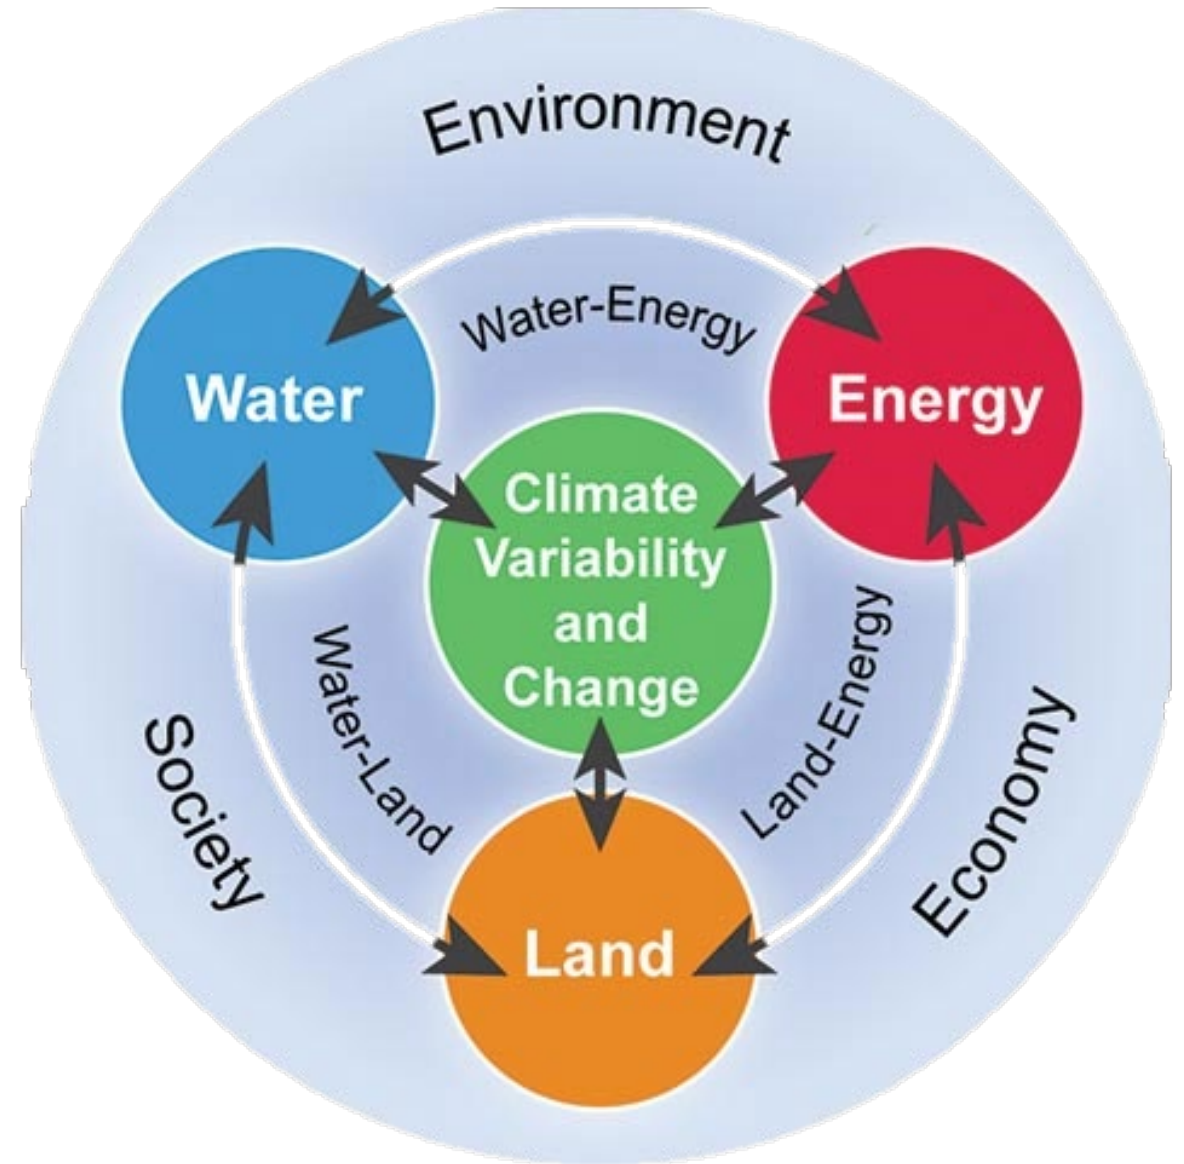 Environment
Water-Energy
Water
Energy
Climate
Variability
and
Change
Water-Land
Land-Energy
Society
Economy
Land